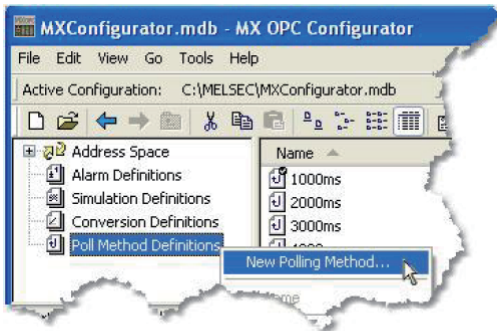 MXConfigurator.mdb - MX OPC Configurator
File Edit View Go Tools Help
Active Configuration: C:\MELSEC\MXConfigurator.mdb
Address Space
Alarm Definitions
Simulation Definitions
Conversion Definitions
Poll Method Definitions
Name
1000ms
2000ms
3000ms
New Polling Method...